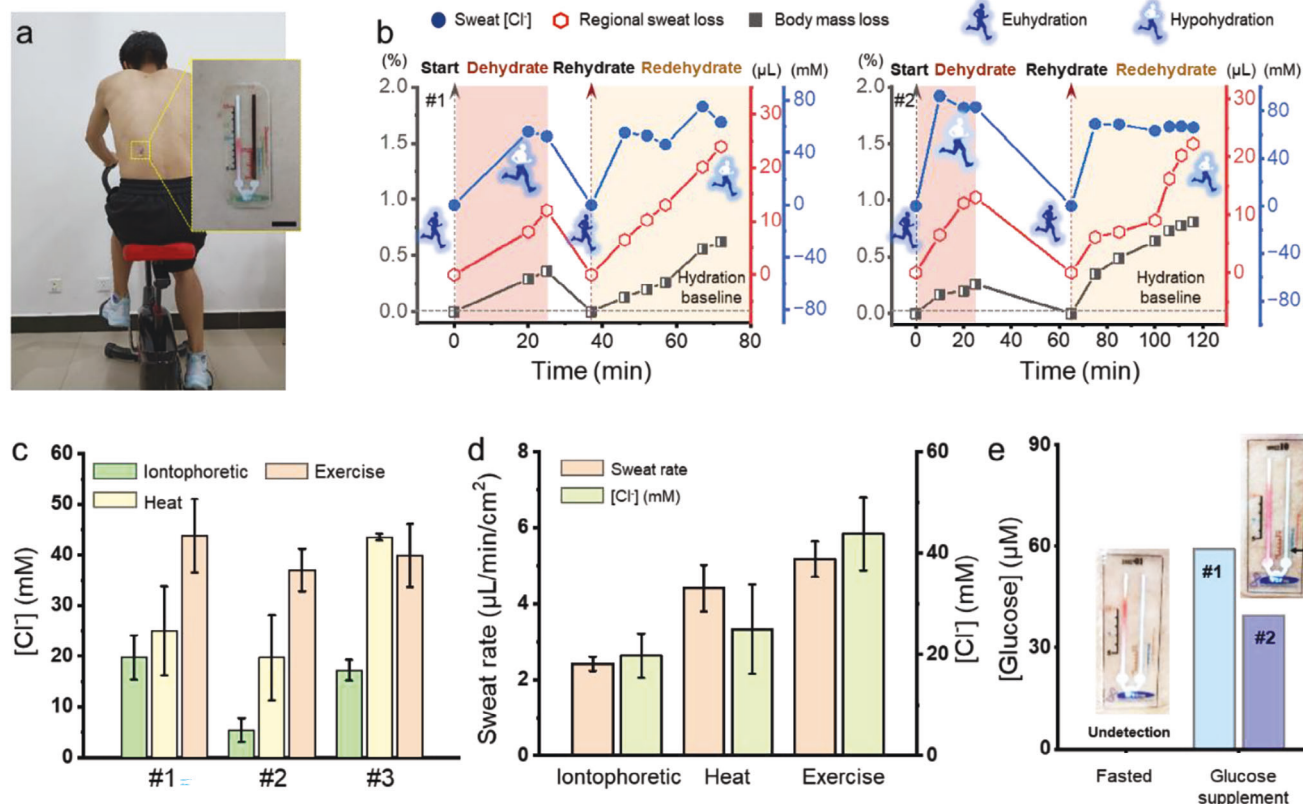 a
b
Sweat [Cl⁻] Regional sweat loss Body mass loss Euhydration Hypohydration
(%) Start Dehydrate Rehydrate Redehydrate (µL) (mM)
#1
2.0
1.5
1.0
0.5
0.0
30
20
10
0
80
40
0
−40
−80
Hydration
baseline
0 20 40 60 80
Time (min)
(%) Start Dehydrate Rehydrate Redehydrate (µL) (mM)
#2
2.0
1.5
1.0
0.5
0.0
30
20
10
0
80
40
0
−40
−80
Hydration
baseline
0 20 40 60 80 100 120
Time (min)
c
Iontophoretic Exercise
Heat
[Cl⁻] (mM)
60
50
40
30
20
10
0
#1 #2 #3
d
Sweat rate
[Cl⁻] (mM)
Sweat rate (µL/min/cm²)
8
6
4
2
0
60
40
20
0
[Cl⁻] (mM)
Iontophoretic Heat Exercise
e
[Glucose] (µM)
90
60
30
0
#1
#2
Undetection
Fasted Glucose
supplement